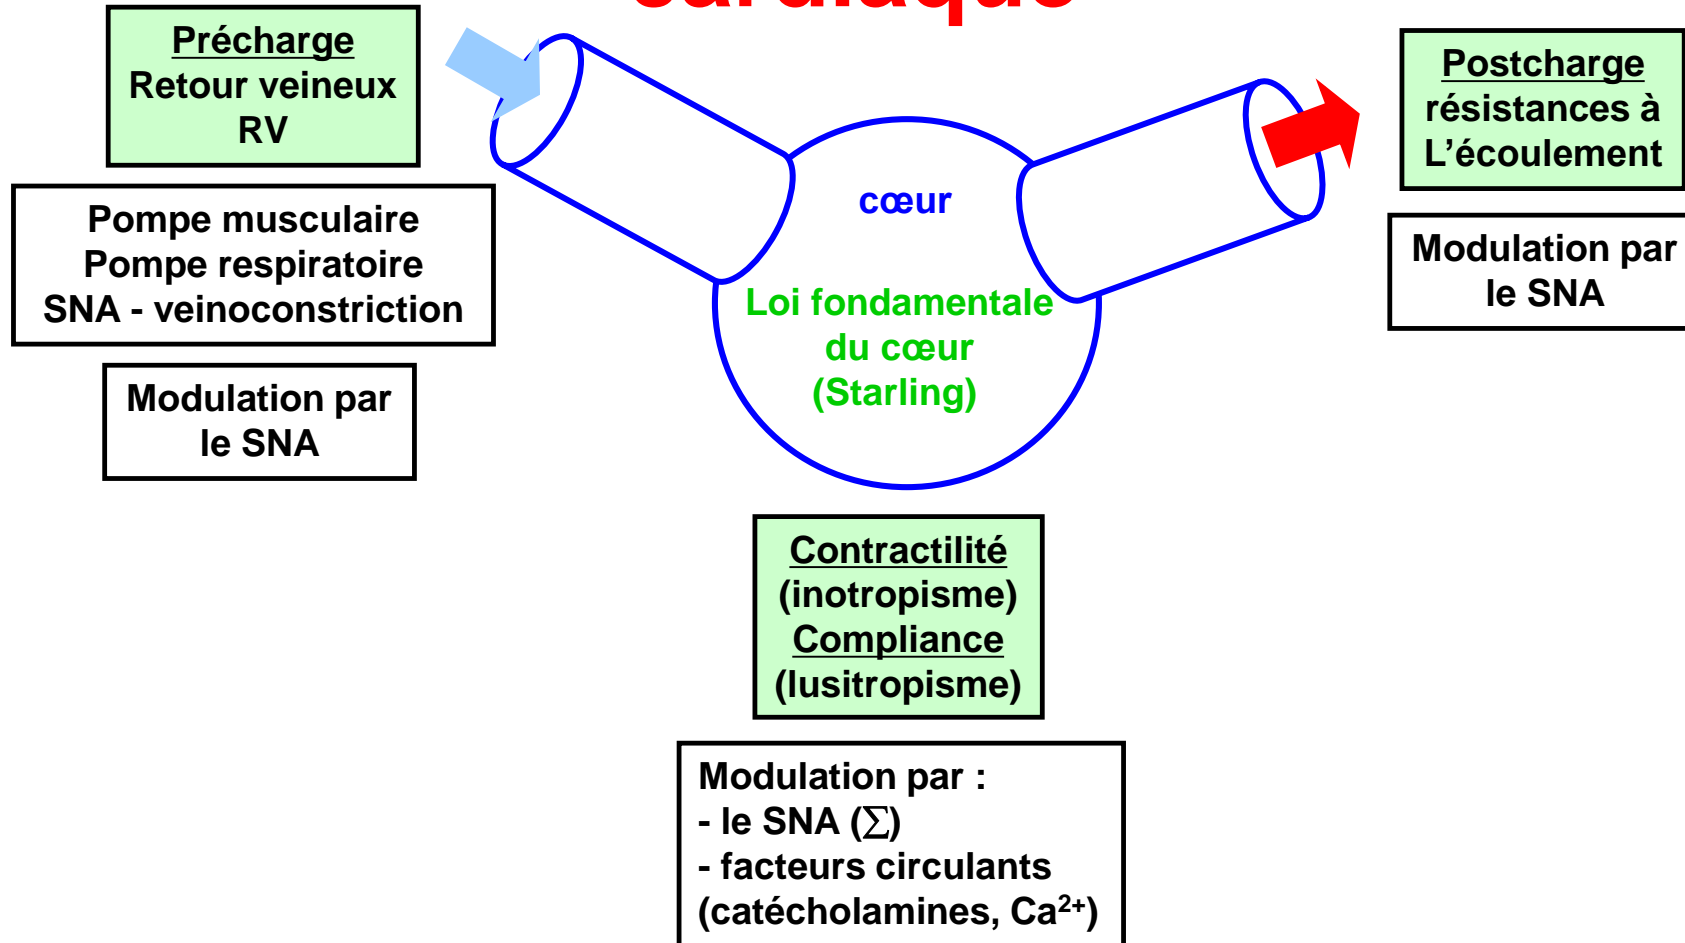 cardiaque
Précharge
Retour veineux
RV
Pompe musculaire
Pompe respiratoire
SNA - veinoconstriction
Modulation par
le SNA
cœur
Loi fondamentale
du cœur
(Starling)
Postcharge
résistances à
L'écoulement
Modulation par
le SNA
Contractilité
(inotropisme)
Compliance
(lusitropisme)
Modulation par :
- le SNA (∑)
- facteurs circulants
(catécholamines, Ca²⁺)